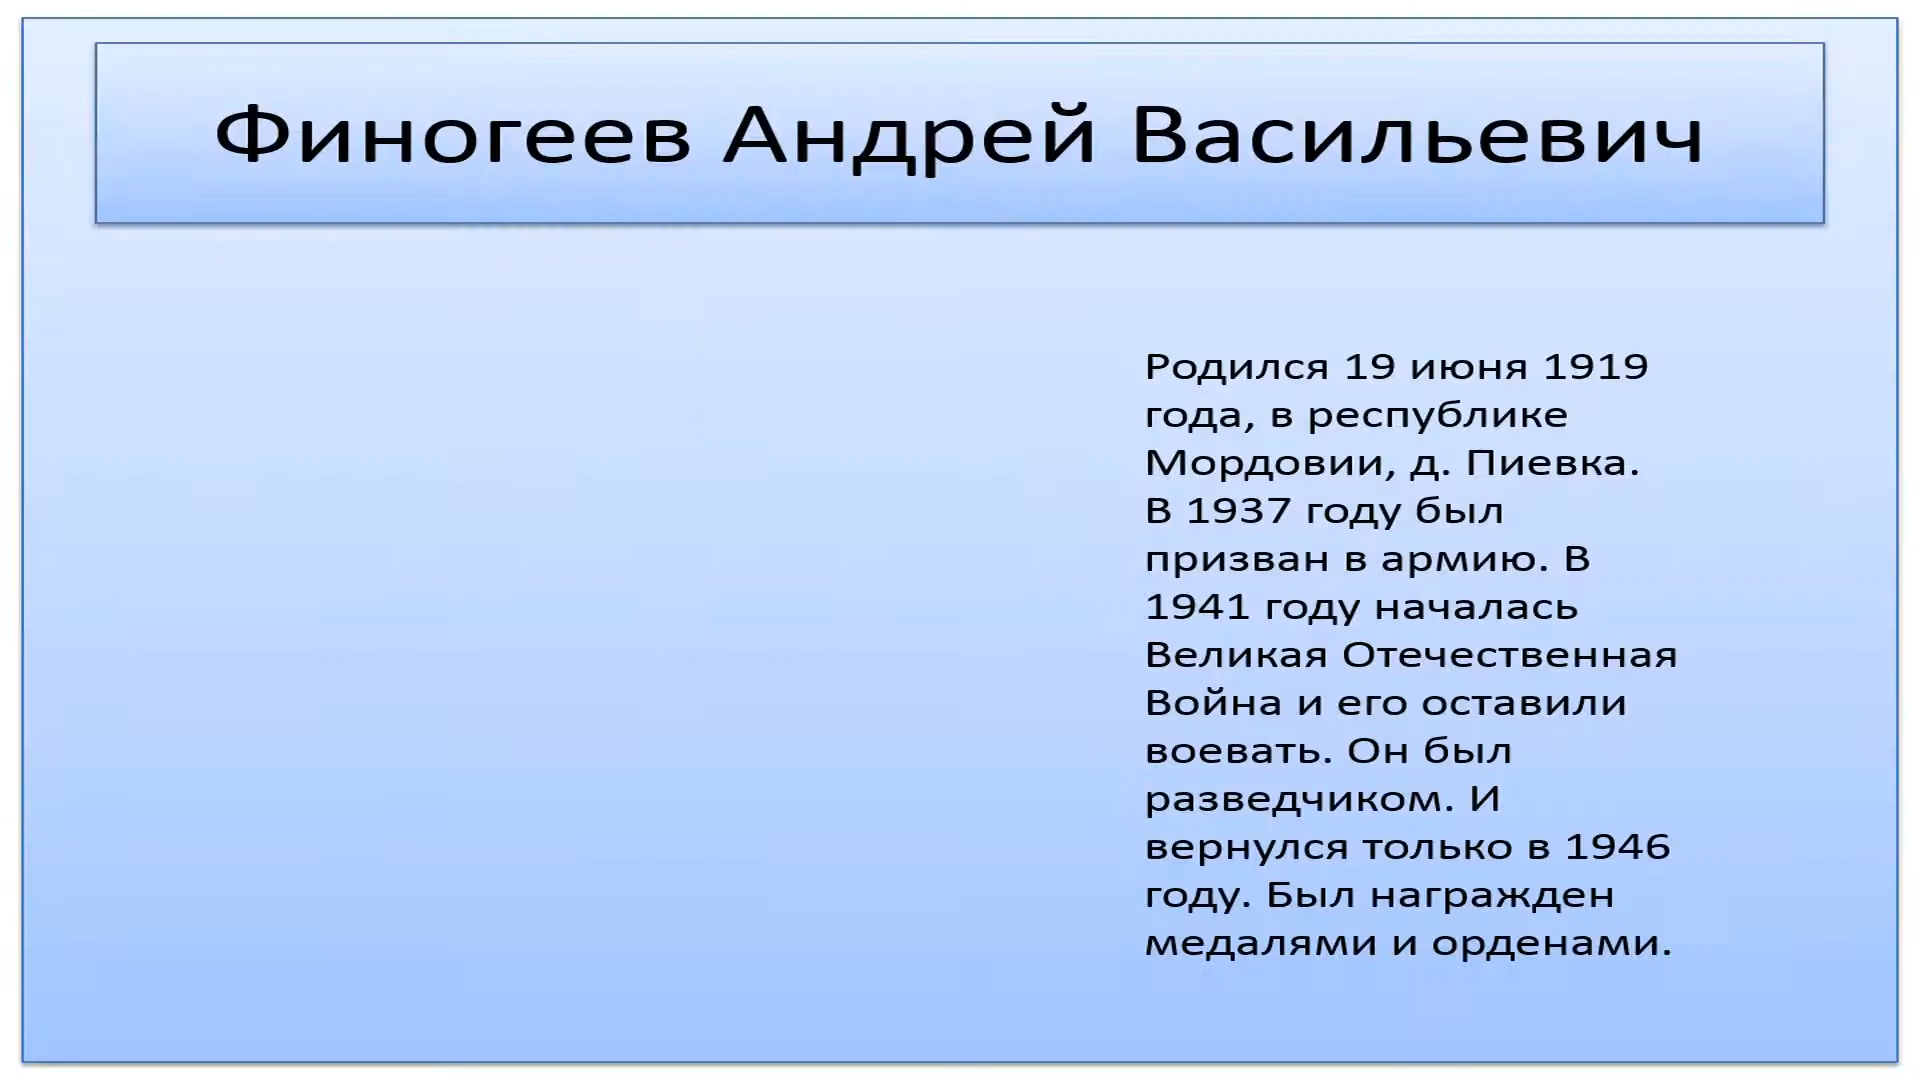 Финогеев Андрей Васильевич
Родился 19 июня 1919
года, в республике
Мордовии, д. Пиевка.
В 1937 году был
призван в армию. В
1941 году началась
Великая Отечественная
Война и его оставили
воевать. Он был
разведчиком. И
вернулся только в 1946
году. Был награжден
медалями и орденами.